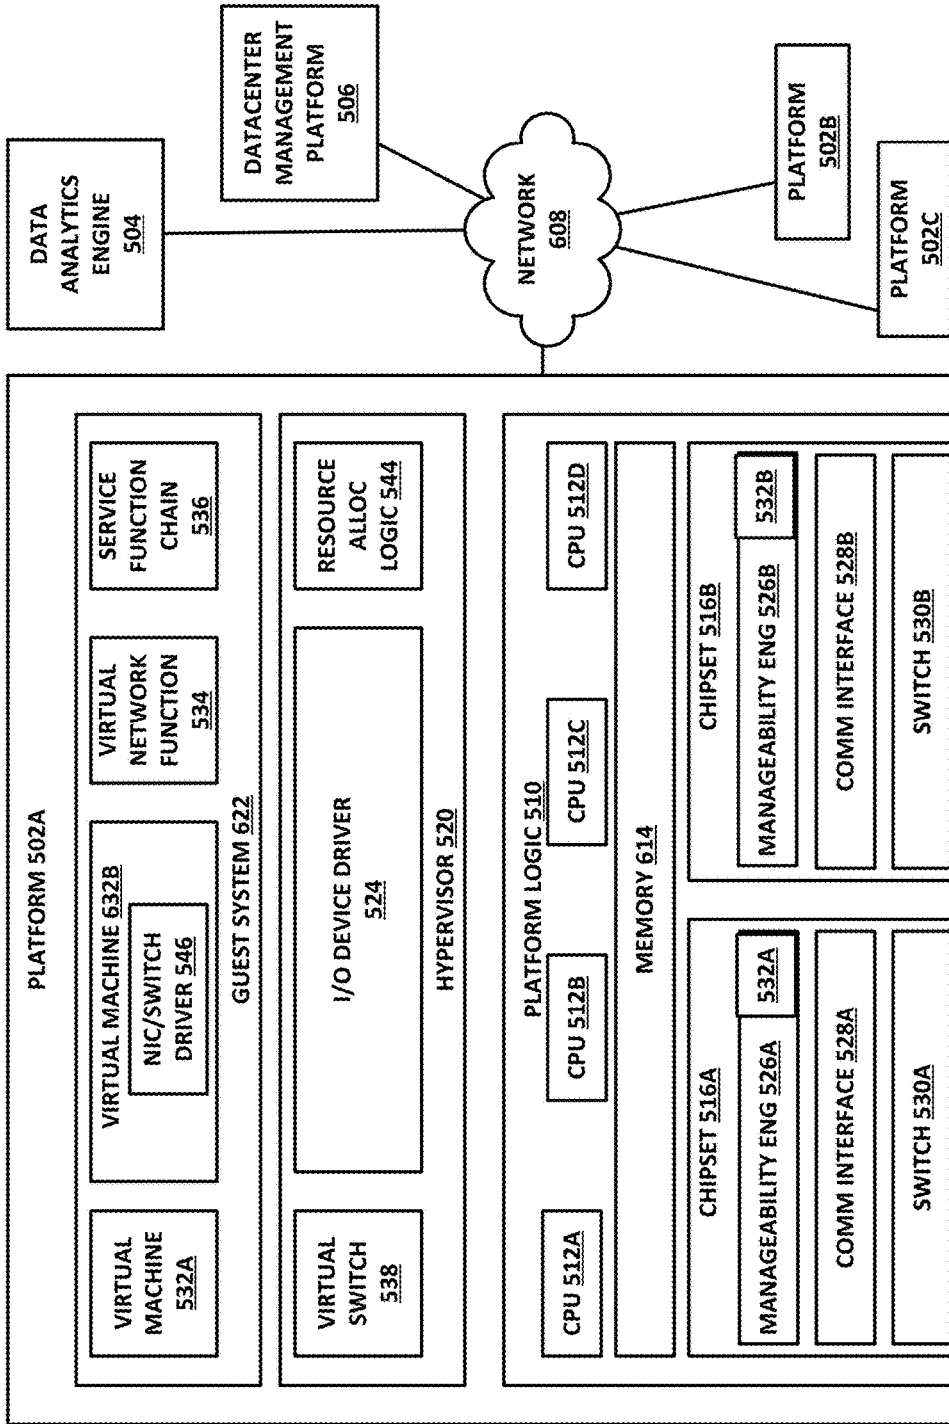 PLATFORM 502A
VIRTUAL
MACHINE
532A
VIRTUAL MACHINE 632B
NIC/SWITCH
DRIVER 546
VIRTUAL
NETWORK
FUNCTION
534
SERVICE
FUNCTION
CHAIN
536
GUEST SYSTEM 622
VIRTUAL
SWITCH
538
I/O DEVICE DRIVER
524
RESOURCE
ALLOC
LOGIC 544
HYPERVISOR 520
PLATFORM LOGIC 510
CPU 512A
CPU 512B
CPU 512C
CPU 512D
MEMORY 614
CHIPSET 516A
MANAGEABILITY ENG 526A
532A
COMM INTERFACE 528A
SWITCH 530A
CHIPSET 516B
MANAGEABILITY ENG 526B
532B
COMM INTERFACE 528B
SWITCH 530B
DATA
ANALYTICS
ENGINE
504
DATACENTER
MANAGEMENT
PLATFORM
506
NETWORK
608
PLATFORM
502B
PLATFORM
502C